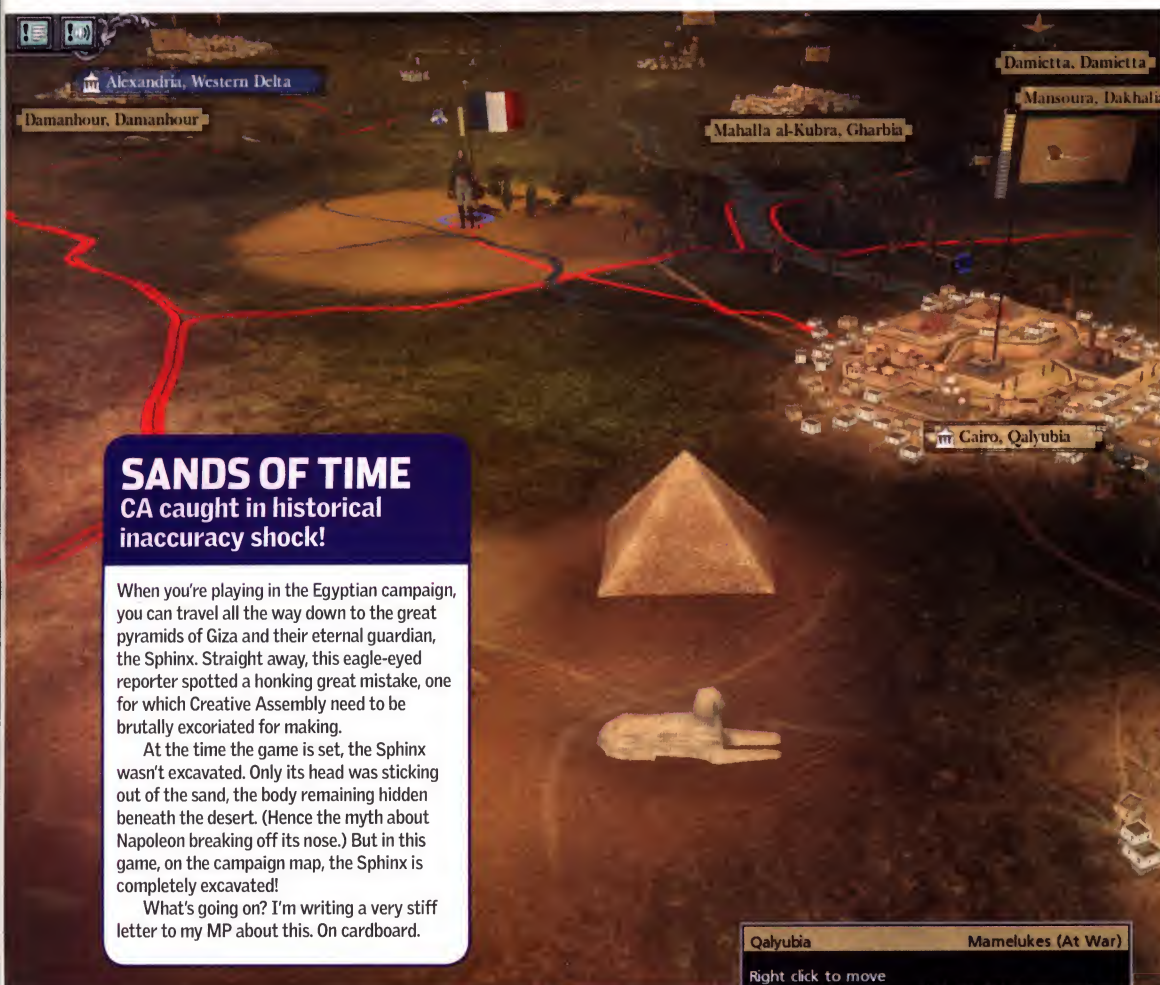 Alexandria, Western Delta
Damanhour, Damanhour
Mahalla al-Kubra, Gharbia
Damietta, Damietta
Mansoura, Dakhalia
Cairo, Qalyubia
SANDS OF TIME
CA caught in historical
inaccuracy shock!
When you're playing in the Egyptian campaign,
you can travel all the way down to the great
pyramids of Giza and their eternal guardian,
the Sphinx. Straight away, this eagle-eyed
reporter spotted a honking great mistake, one
for which Creative Assembly need to be
brutally excoriated for making.
At the time the game is set, the Sphinx
wasn't excavated. Only its head was sticking
out of the sand, the body remaining hidden
beneath the desert. (Hence the myth about
Napoleon breaking off its nose.) But in this
game, on the campaign map, the Sphinx is
completely excavated!
What's going on? I'm writing a very stiff
letter to my MP about this. On cardboard.
Qalyubia Mamelukes (At War)
Right click to move